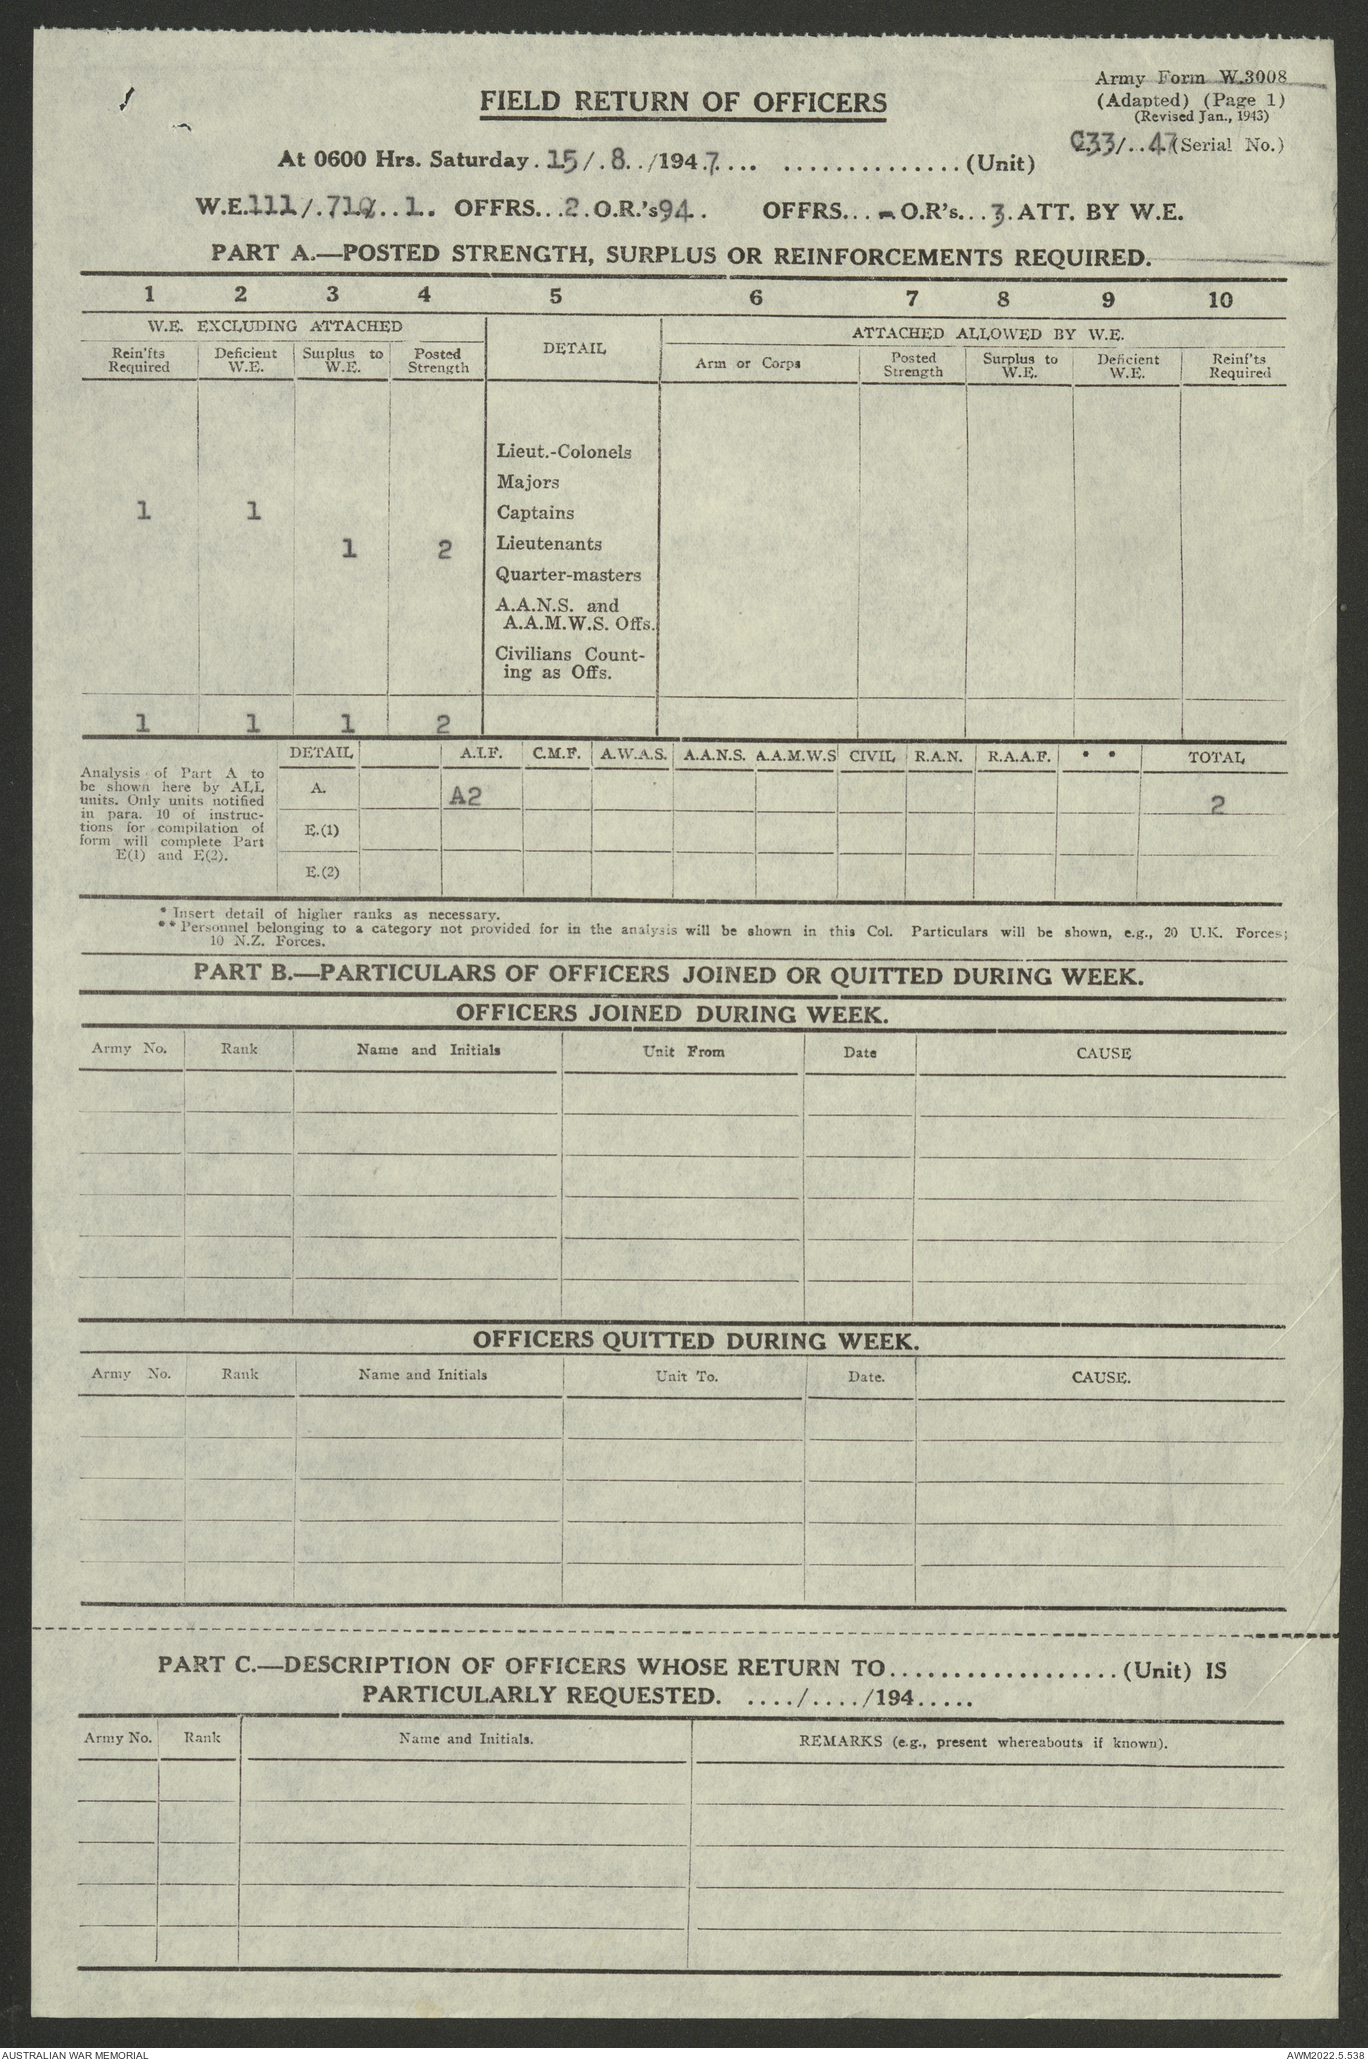 Army Form W.3008
FIELD RETURN OF OFFICERS
(Adapted) (Page 1)
(Revised Jan., 1943)
At 0600 Hrs. Saturday. 15/. 8. ./194.7. ... ...............(Unit)
C33/. .47(Serial No.)
W.E.111/. 710/. . 1. . OFFRS. . .2. O.R.'s94. . OFFRS. . . - O.R's. . .3. ATT. BY W.E.
PART A.—POSTED STRENGTH, SURPLUS OR REINFORCEMENTS REQUIRED.
1 2 3 4 5 6 7 8 9 10
W.E. EXCLUDING ATTACHED
DETAIL
ATTACHED ALLOWED BY W.E.
Rein'fts Required
Deficient W.E.
Surplus to W.E.
Posted Strength
Arm or Corps
Posted Strength
Surplus to W.E.
Deficient W.E.
Reinf'ts Required
Lieut.-Colonels
Majors
1 1 Captains
1 2 Lieutenants
Quarter-masters
A.A.N.S. and
A.A.M.W.S. Offs.
Civilians Count-
ing as Offs.
1 1 1 2
DETAIL A.I.F. C.M.F. A.W.A.S. A.A.N.S. A.A.M.W.S CIVIL R.A.N. R.A.A.F. * * TOTAL
Analysis of Part A to
be shown here by ALL
units. Only units notified
in para. 10 of instruc-
tions for compilation of
form will complete Part
E(1) and E(2).
A. A2 2
E.(1)
E.(2)
* Insert detail of higher ranks as necessary.
** Personnel belonging to a category not provided for in the analysis will be shown in this Col. Particulars will be shown, e.g., 20 U.K. Forces;
10 N.Z. Forces.
PART B.—PARTICULARS OF OFFICERS JOINED OR QUITTED DURING WEEK.
OFFICERS JOINED DURING WEEK.
Army No. Rank Name and Initials Unit From Date CAUSE
OFFICERS QUITTED DURING WEEK.
Army No. Rank Name and Initials Unit To. Date. CAUSE.
PART C.—DESCRIPTION OF OFFICERS WHOSE RETURN TO..................(Unit) IS
PARTICULARLY REQUESTED. ..../..../194.....
Army No. Rank Name and Initials. REMARKS (e.g., present whereabouts if known).
AUSTRALIAN WAR MEMORIAL
AWM2022.5.538